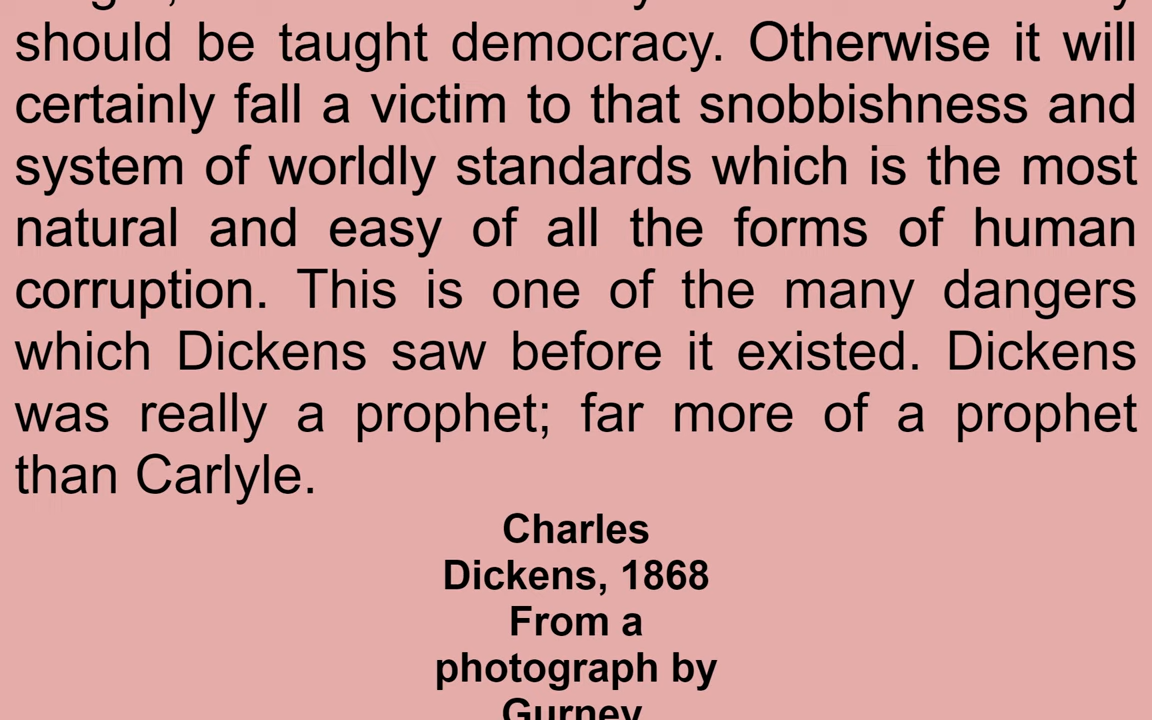 should be taught democracy. Otherwise it will
certainly fall a victim to that snobbishness and
system of worldly standards which is the most
natural and easy of all the forms of human
corruption. This is one of the many dangers
which Dickens saw before it existed. Dickens
was really a prophet; far more of a prophet
than Carlyle.
Charles
Dickens, 1868
From a
photograph by
Gurney.